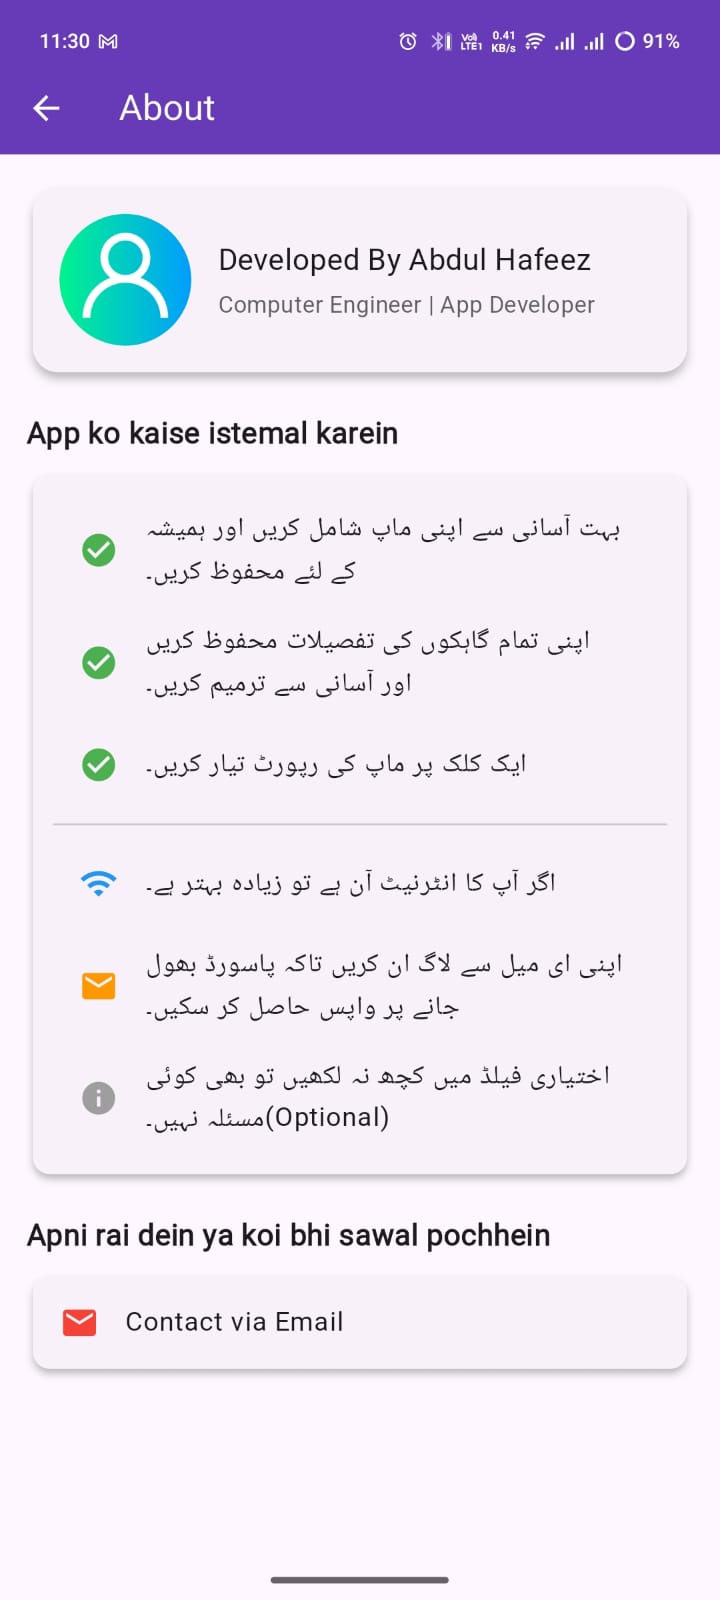 11:30
Vo) LTE1 0.41 KB/s 91%
About
Developed By Abdul Hafeez
Computer Engineer | App Developer
App ko kaise istemal karein
بہت آسانی سے اپنی ماپ شامل کریں اور ہمیشہ
کے لئے محفوظ کریں۔
اپنی تمام گاہکوں کی تفصیلات محفوظ کریں
اور آسانی سے ترمیم کریں۔
ایک کلک پر ماپ کی رپورٹ تیار کریں۔
اگر آپ کا انٹرنیٹ آن ہے تو زیادہ بہتر ہے۔
اپنی ای میل سے لاگ ان کریں تاکہ پاسورڈ بھول
جانے پر واپس حاصل کر سکیں۔
اختیاری فیلڈ میں کچھ نہ لکھیں تو بھی کوئی
(Optional)مسئلہ نہیں۔
Apni rai dein ya koi bhi sawal pochhein
Contact via Email